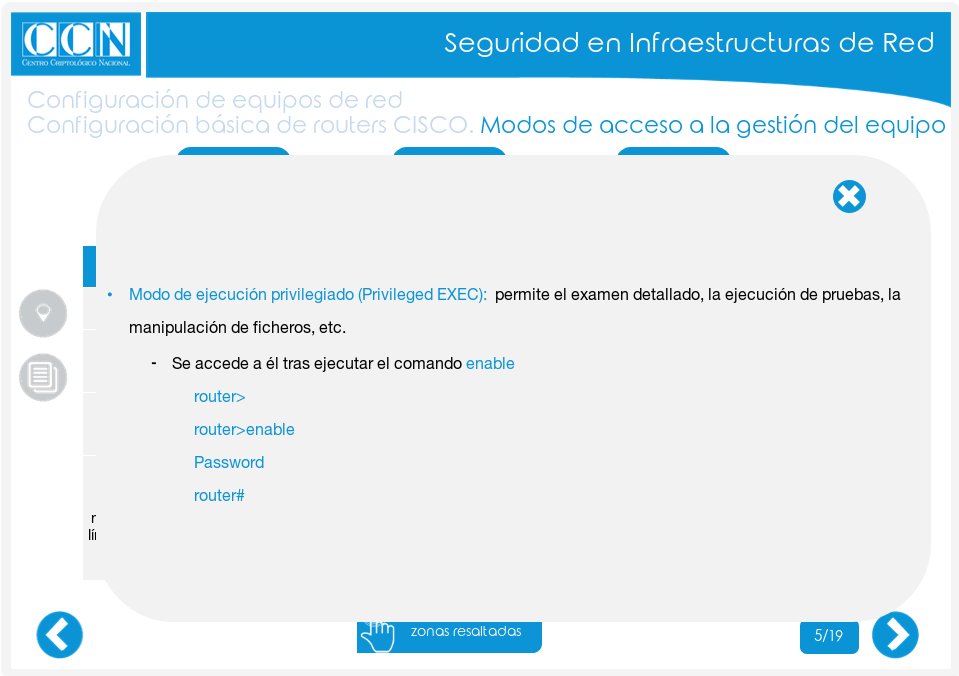 CCN
CENTRO CRIPTOLÓGICO NACIONAL
Seguridad en Infraestructuras de Red
Configuración de equipos de red
Configuración básica de routers CISCO. Modos de acceso a la gestión del equipo
• Modo de ejecución privilegiado (Privileged EXEC): permite el examen detallado, la ejecución de pruebas, la
manipulación de ficheros, etc.
- Se accede a él tras ejecutar el comando enable
router>
router>enable
Password
router#
zonas resaltadas
5/19